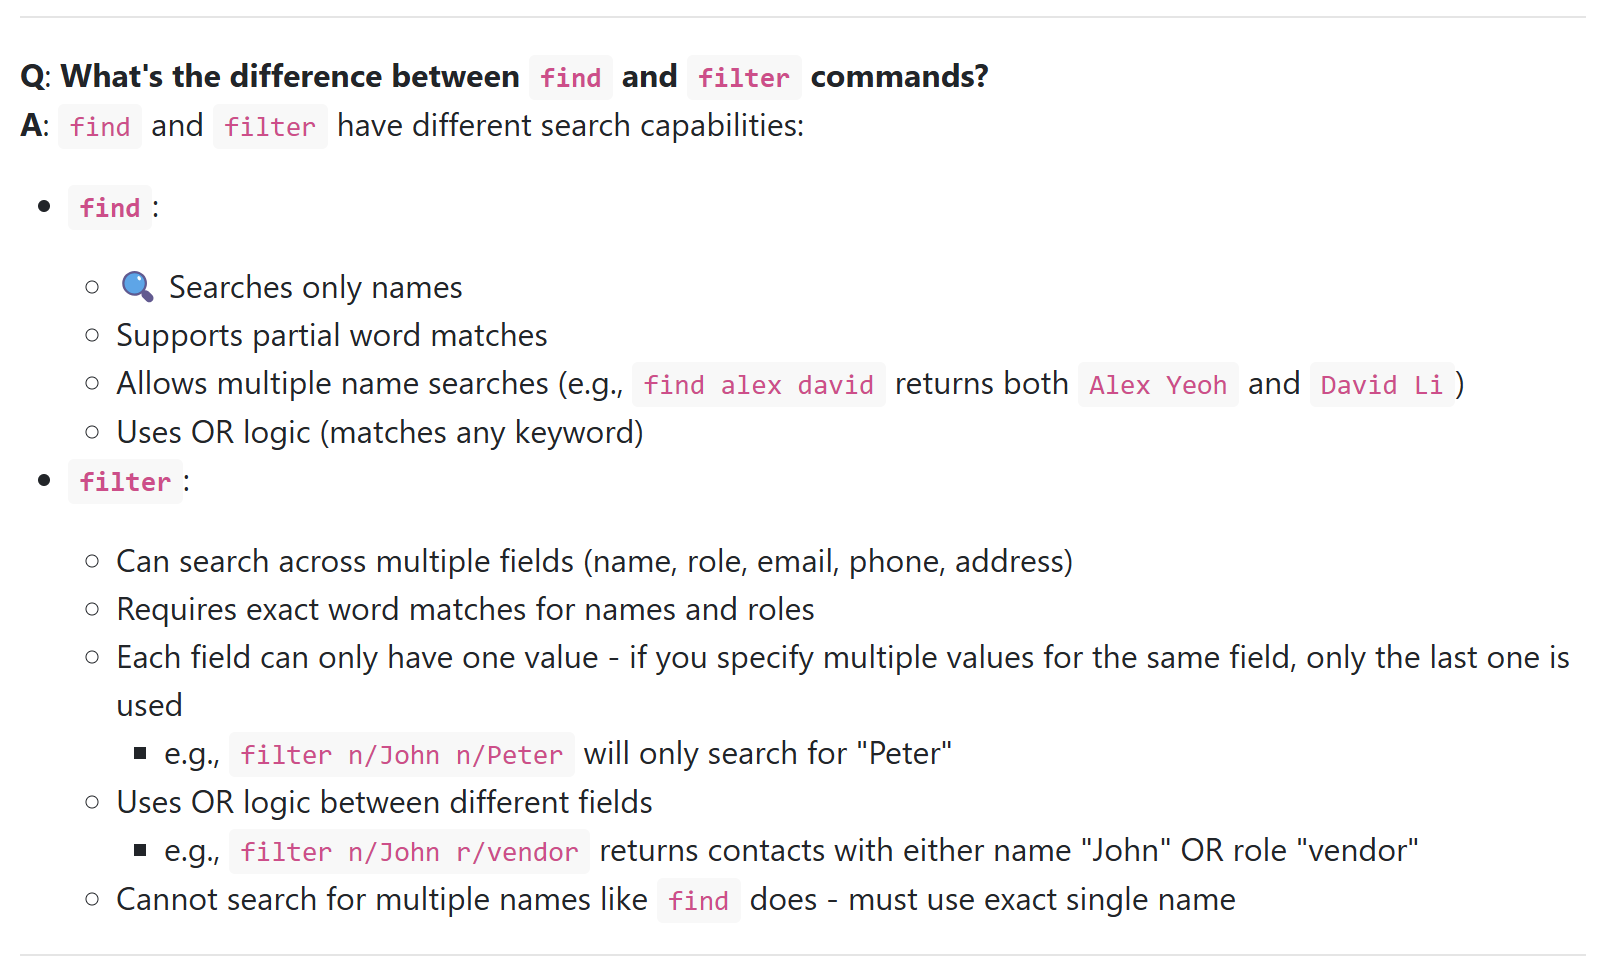 Q: What's the difference between find and filter commands?
A: find and filter have different search capabilities:
find:
Searches only names
Supports partial word matches
Allows multiple name searches (e.g., find alex david returns both Alex Yeoh and David Li)
Uses OR logic (matches any keyword)
filter:
Can search across multiple fields (name, role, email, phone, address)
Requires exact word matches for names and roles
Each field can only have one value - if you specify multiple values for the same field, only the last one is
used
e.g., filter n/John n/Peter will only search for "Peter"
Uses OR logic between different fields
e.g., filter n/John r/vendor returns contacts with either name "John" OR role "vendor"
Cannot search for multiple names like find does - must use exact single name